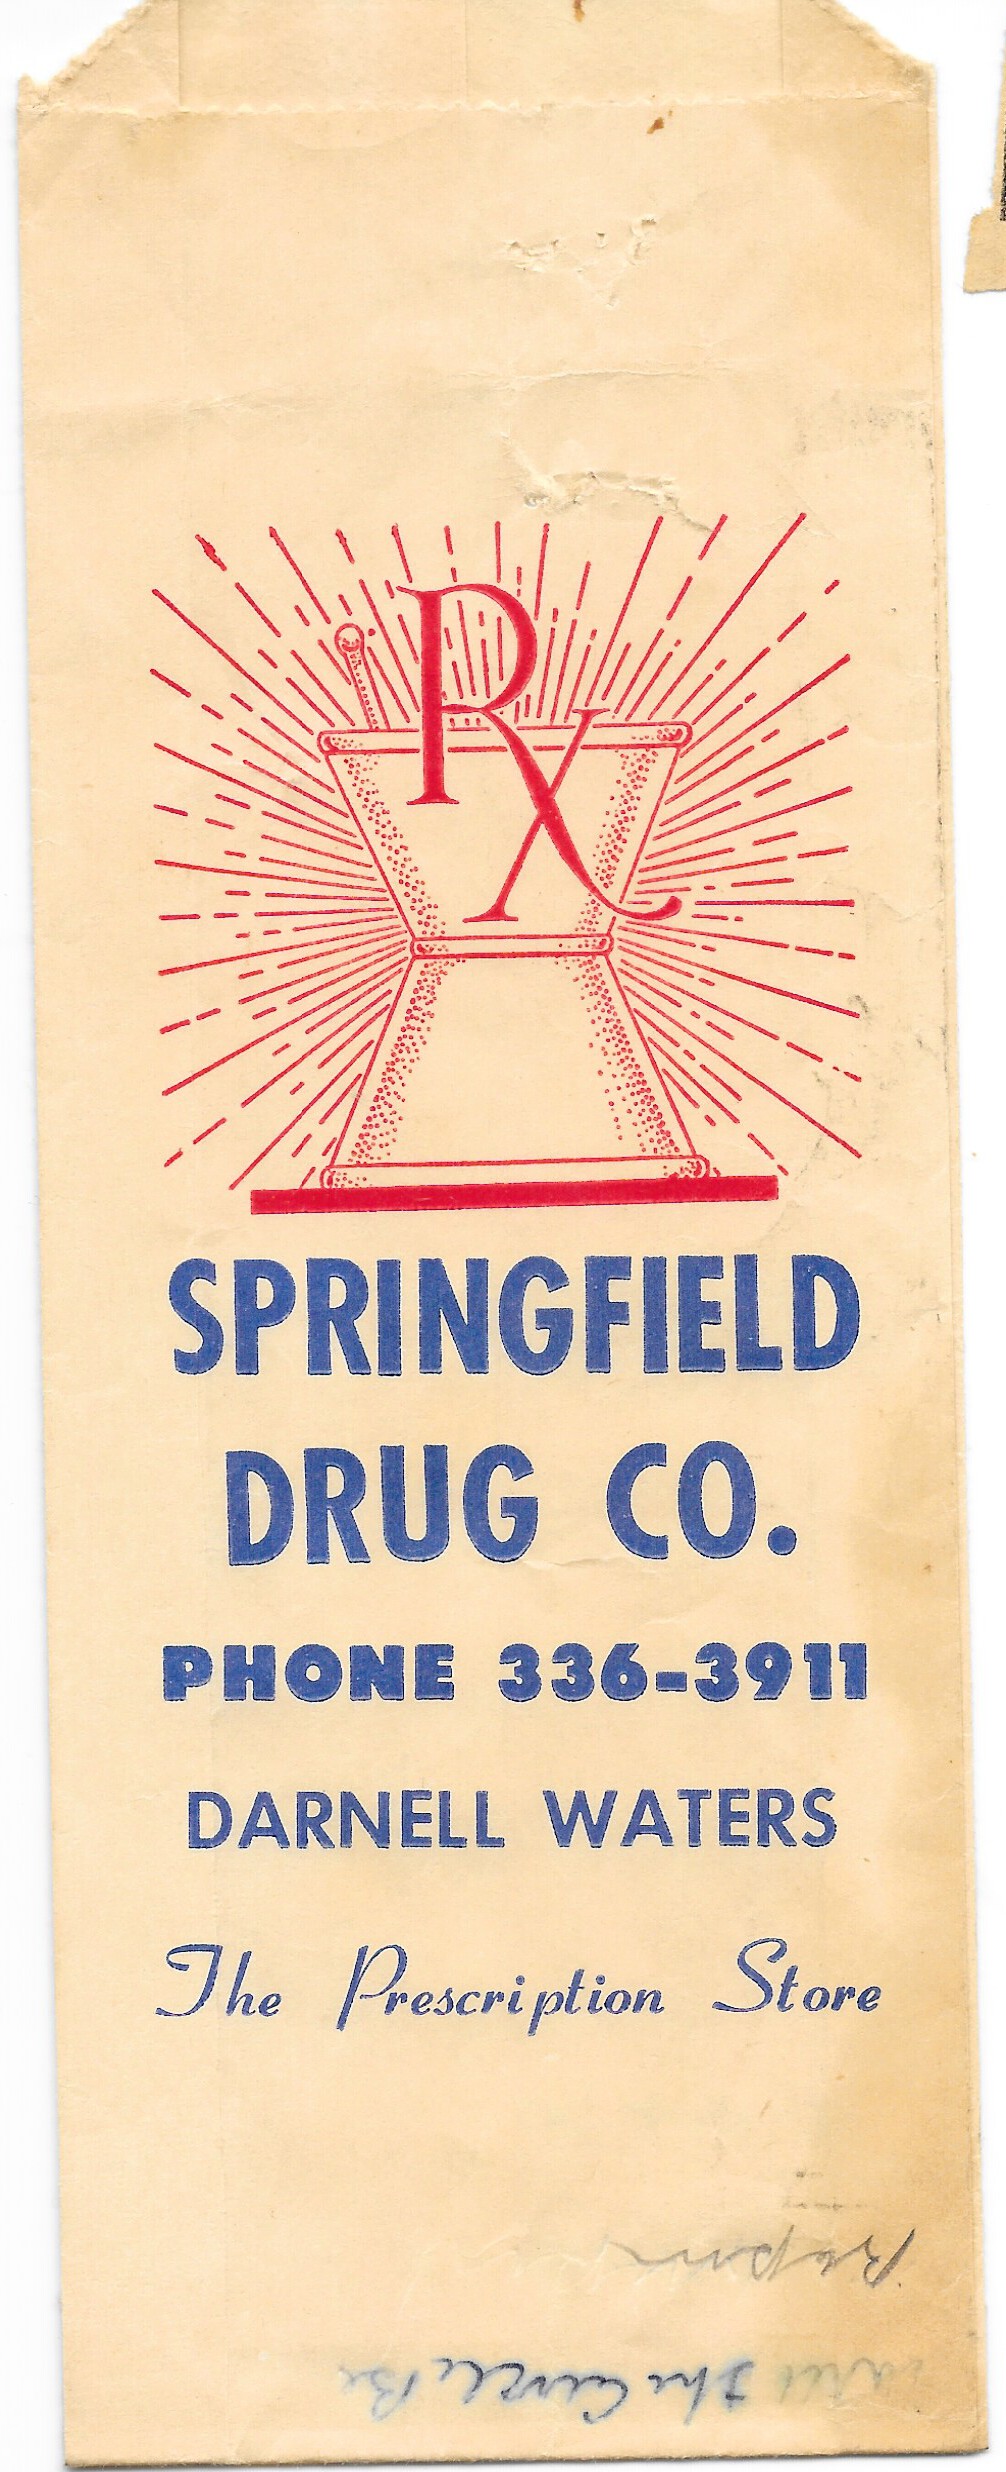 Rx
SPRINGFIELD
DRUG CO.
PHONE 336-3911
DARNELL WATERS
The Prescription Store